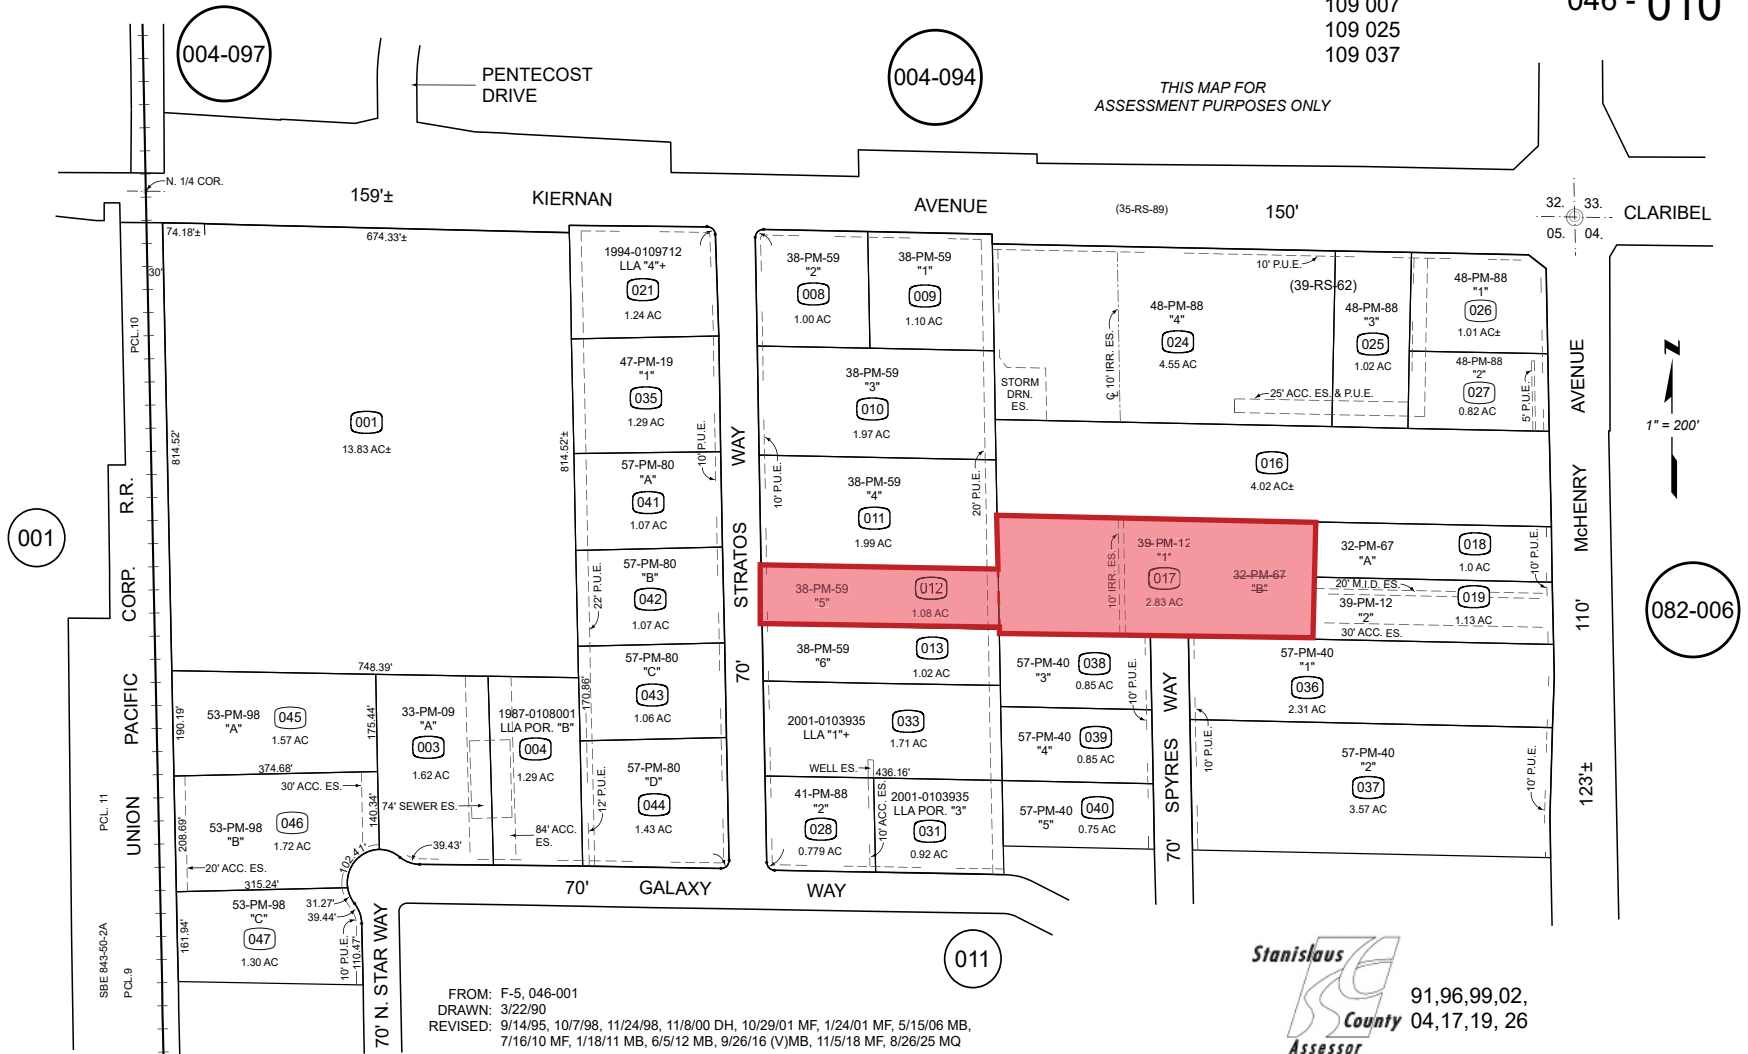 109 007
109 025
109 037
046 - 010
004-097
PENTECOST
DRIVE
004-094
THIS MAP FOR
ASSESSMENT PURPOSES ONLY
N. 1/4 COR.
159'±
KIERNAN
AVENUE
(35-RS-89)
150'
32. 33.
05. 04.
CLARIBEL
74.18'±
674.33'±
30'
PCL.10
814.52'
001
13.83 AC±
814.52'±
748.39'
1994-0109712
LLA "4"+
021
1.24 AC
47-PM-19
"1"
035
1.29 AC
10' P.U.E.
57-PM-80
"A"
041
1.07 AC
57-PM-80
"B"
042
1.07 AC
22' P.U.E.
57-PM-80
"C"
043
1.06 AC
170.86'
57-PM-80
"D"
044
1.43 AC
12' P.U.E.
70' STRATOS WAY
38-PM-59
"2"
008
1.00 AC
38-PM-59
"1"
009
1.10 AC
38-PM-59
"3"
010
1.97 AC
10' P.U.E.
20' P.U.E.
38-PM-59
"4"
011
1.99 AC
38-PM-59
"5"
012
1.08 AC
38-PM-59
"6"
013
1.02 AC
2001-0103935
LLA "1"+
033
1.71 AC
WELL ES.
436.16'
41-PM-88
"2"
028
0.779 AC
10' ACC. ES.
2001-0103935
LLA POR. "3"
031
0.92 AC
10' P.U.E.
(39-RS-62)
48-PM-88
"4"
024
4.55 AC
℄ 10' IRR. ES.
STORM
DRN.
ES.
25' ACC. ES. & P.U.E.
48-PM-88
"3"
025
1.02 AC
48-PM-88
"1"
026
1.01 AC±
48-PM-88
"2"
027
0.82 AC
5' P.U.E.
016
4.02 AC±
39-PM-12
"1"
017
2.83 AC
10' IRR. ES.
32-PM-67
"B"
32-PM-67
"A"
018
1.0 AC
10' P.U.E.
20' M.I.D. ES.
39-PM-12
"2"
019
1.13 AC
30' ACC. ES.
57-PM-40
"3"
038
0.85 AC
10' P.U.E.
57-PM-40
"4"
039
0.85 AC
57-PM-40
"5"
040
0.75 AC
70' SPYRES WAY
57-PM-40
"1"
036
2.31 AC
10' P.U.E.
57-PM-40
"2"
037
3.57 AC
10' P.U.E.
123'±
110' McHENRY AVENUE
1" = 200'
082-006
001
UNION PACIFIC CORP. R.R.
PCL. 11
SBE 843-50-2A
PCL.9
190.19'
53-PM-98
"A"
045
1.57 AC
175.44'
374.68'
30' ACC. ES.
208.69'
53-PM-98
"B"
046
1.72 AC
140.34'
20' ACC. ES.
315.24'
102.41'
161.94'
53-PM-98
"C"
047
1.30 AC
31.27'
39.44'
10' P.U.E.
110.47'
33-PM-09
"A"
003
1.62 AC
74' SEWER ES.
1987-0108001
LLA POR. "B"
004
1.29 AC
84' ACC.
ES.
39.43'
70' GALAXY WAY
70' N. STAR WAY
011
FROM: F-5, 046-001
DRAWN: 3/22/90
REVISED: 9/14/95, 10/7/98, 11/24/98, 11/8/00 DH, 10/29/01 MF, 1/24/01 MF, 5/15/06 MB,
7/16/10 MF, 1/18/11 MB, 6/5/12 MB, 9/26/16 (V)MB, 11/5/18 MF, 8/26/25 MQ
Stanislaus
County
Assessor
91,96,99,02,
04,17,19, 26